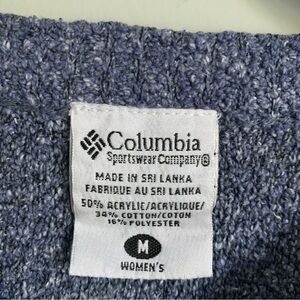 Columbia
Sportswear Company®
MADE IN SRI LANKA
FABRIQUE AU SRI LANKA
50% ACRYLIC/ACRYLIQUE/
34% COTTON/COTON
16% POLYESTER
M
WOMEN'S